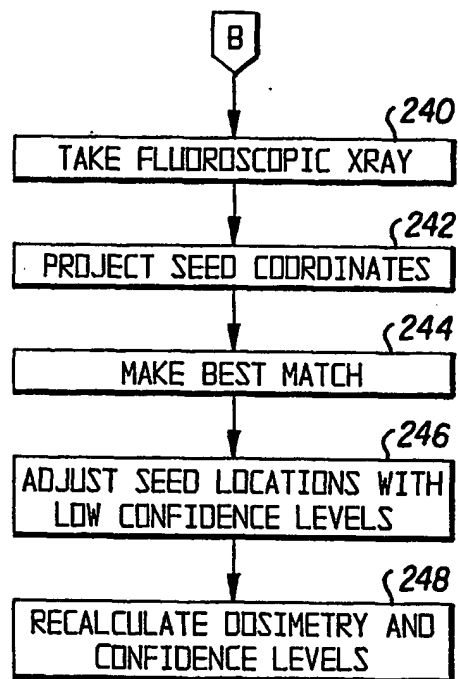 B
240
TAKE FLUOROSCOPIC XRAY
242
PROJECT SEED COORDINATES
244
MAKE BEST MATCH
246
ADJUST SEED LOCATIONS WITH
LOW CONFIDENCE LEVELS
248
RECALCULATE DOSIMETRY AND
CONFIDENCE LEVELS